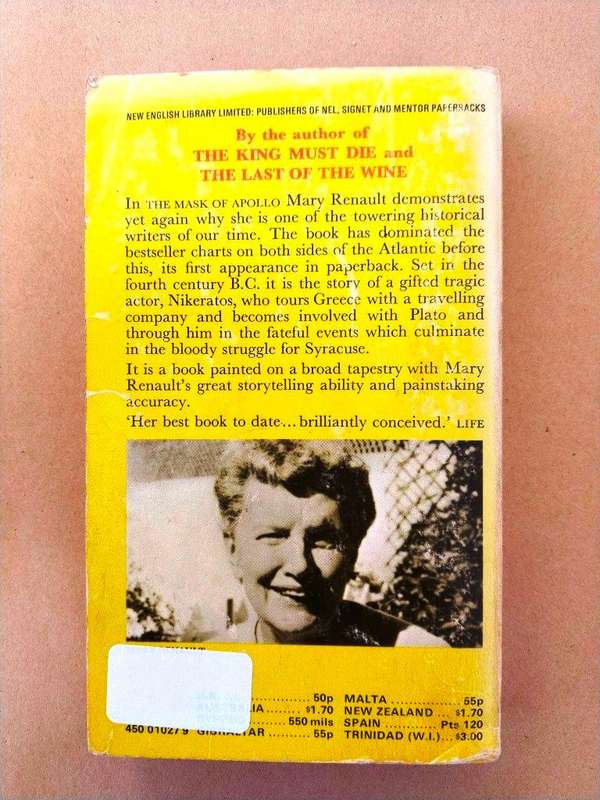 NEW ENGLISH LIBRARY LIMITED: PUBLISHERS OF NEL, SIGNET AND MENTOR PAPERBACKS
By the author of
THE KING MUST DIE and
THE LAST OF THE WINE
In THE MASK OF APOLLO Mary Renault demonstrates
yet again why she is one of the towering historical
writers of our time. The book has dominated the
bestseller charts on both sides of the Atlantic before
this, its first appearance in paperback. Set in the
fourth century B.C. it is the story of a gifted tragic
actor, Nikeratos, who tours Greece with a travelling
company and becomes involved with Plato and
through him in the fateful events which culminate
in the bloody struggle for Syracuse.
It is a book painted on a broad tapestry with Mary
Renault's great storytelling ability and painstaking
accuracy.
'Her best book to date... brilliantly conceived.' LIFE
50p MALTA 55p
$1.70 NEW ZEALAND $1.70
550 mils SPAIN Pts 120
450 01027 9 GIBRALTAR 55p TRINIDAD (W.I.) $3.00